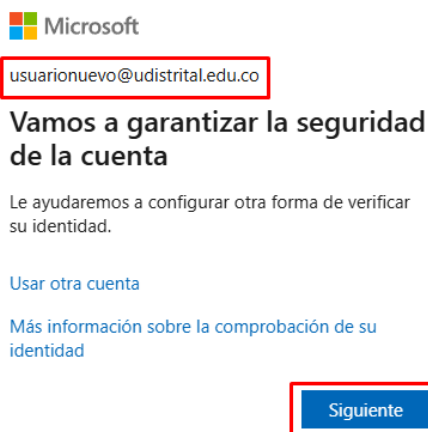 Microsoft
usuarionuevo@udistrital.edu.co
Vamos a garantizar la seguridad
de la cuenta
Le ayudaremos a configurar otra forma de verificar
su identidad.
Usar otra cuenta
Más información sobre la comprobación de su
identidad
Siguiente